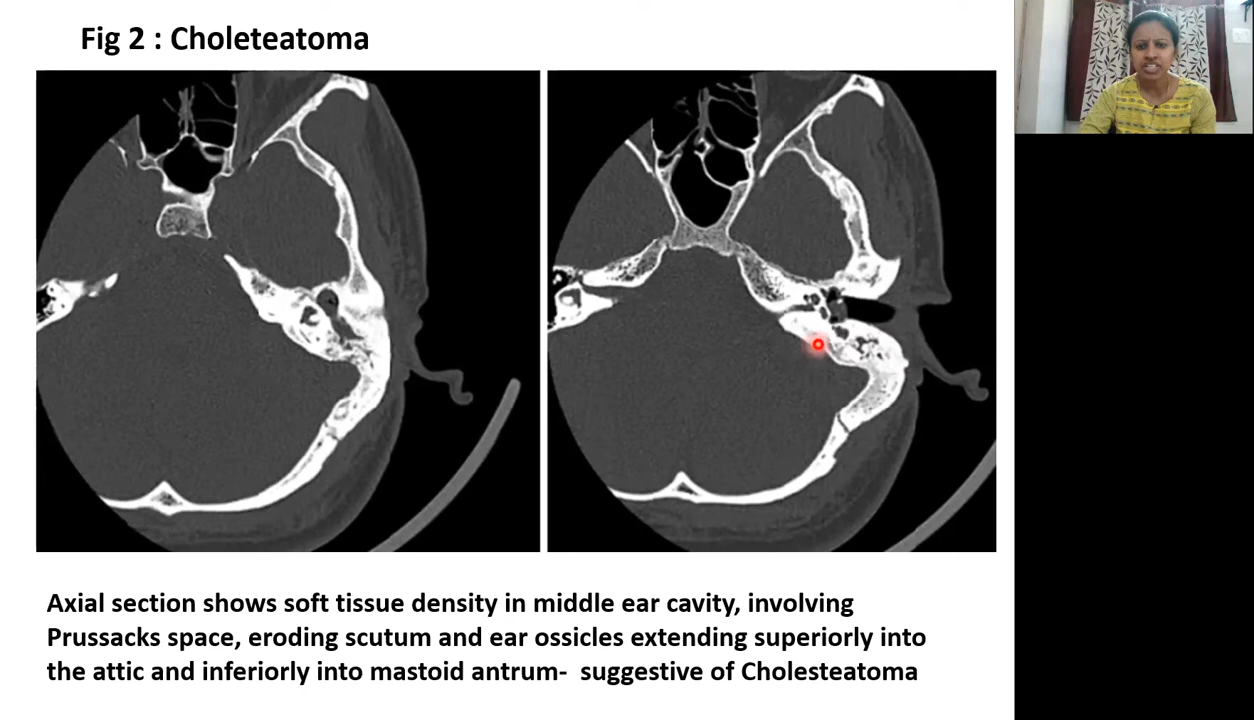 Fig 2 : Choleteatoma
Axial section shows soft tissue density in middle ear cavity, involving
Prussacks space, eroding scutum and ear ossicles extending superiorly into
the attic and inferiorly into mastoid antrum-  suggestive of Cholesteatoma